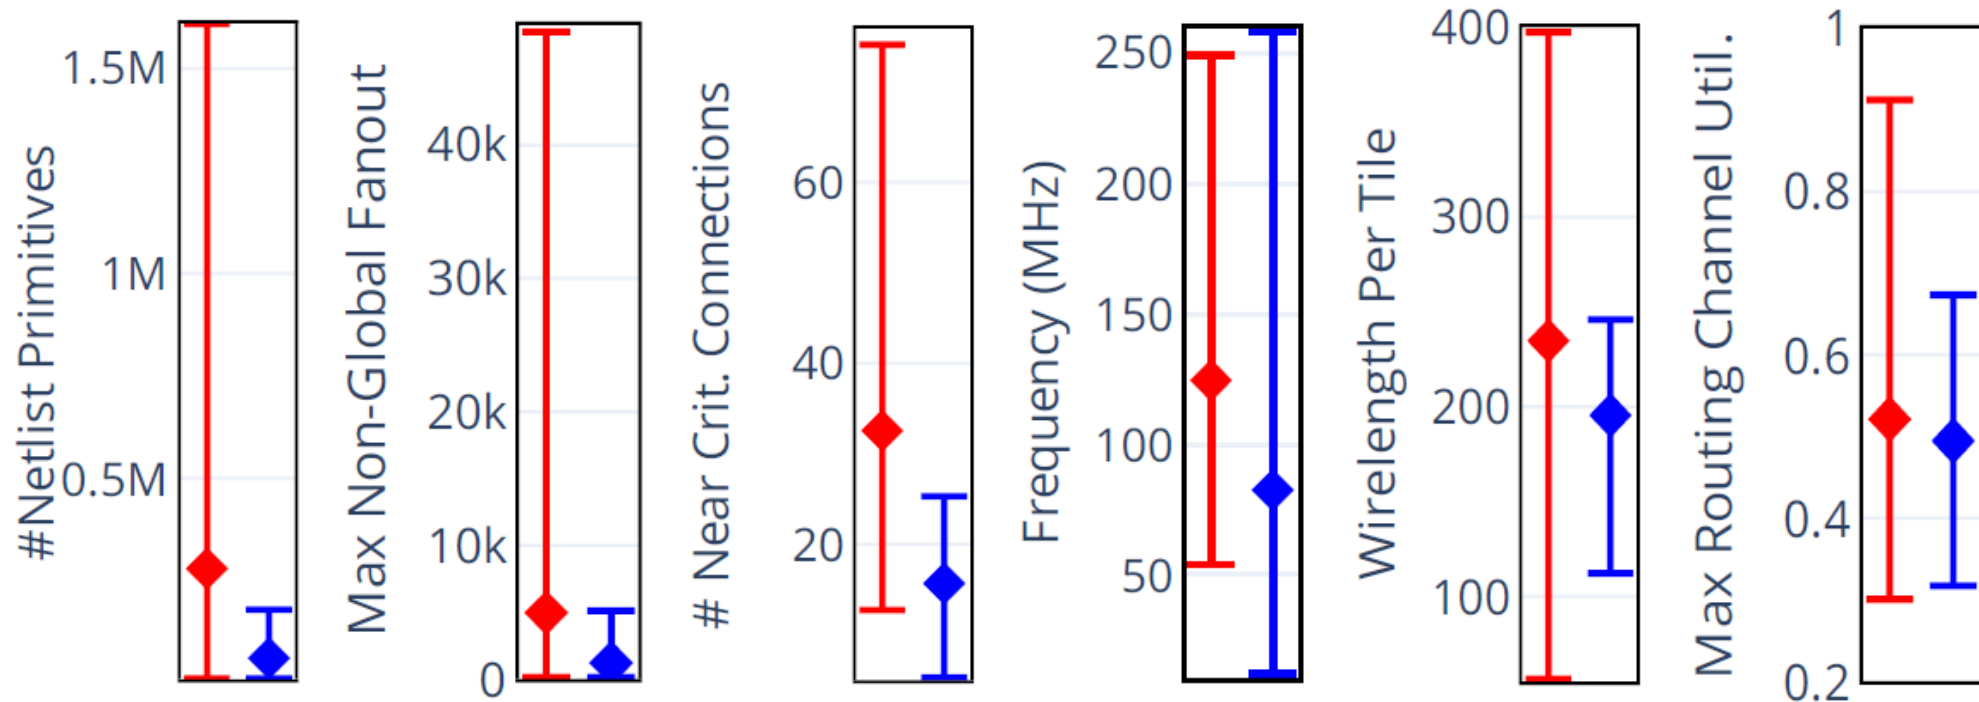 #Netlist Primitives
1.5M
1M
0.5M
Max Non-Global Fanout
40k
30k
20k
10k
0
# Near Crit. Connections
60
40
20
Frequency (MHz)
250
200
150
100
50
Wirelength Per Tile
400
300
200
100
Max Routing Channel Util.
1
0.8
0.6
0.4
0.2